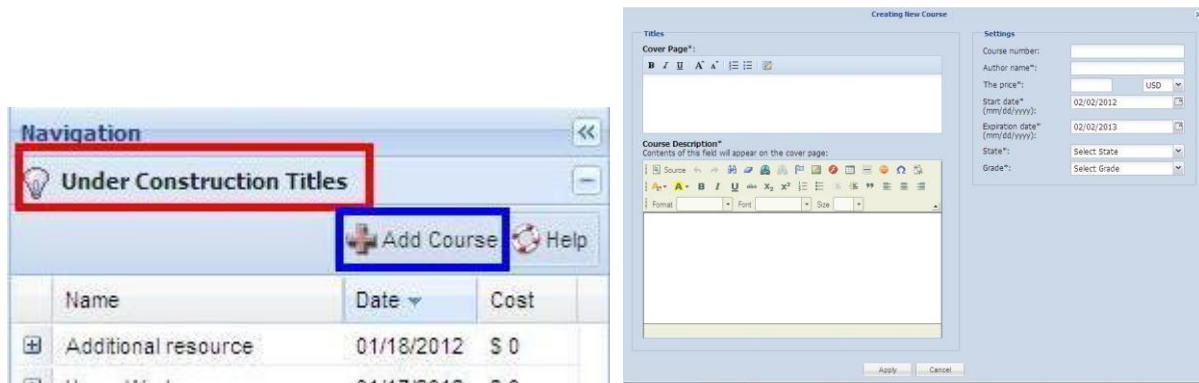 Navigation
Under Construction Titles
Add Course Help
Name Date Cost
Additional resource 01/18/2012 $ 0
Creating New Course
Titles
Cover Page*:
B I U A A
Course Description*
Contents of this field will appear on the cover page:
Source
B I U abc X₂ X²
Format Font Size
Settings
Course number:
Author name*:
The price*: USD
Start date* 02/02/2012
(mm/dd/yyyy):
Expiration date* 02/02/2013
(mm/dd/yyyy):
State*: Select State
Grade*: Select Grade
Apply Cancel